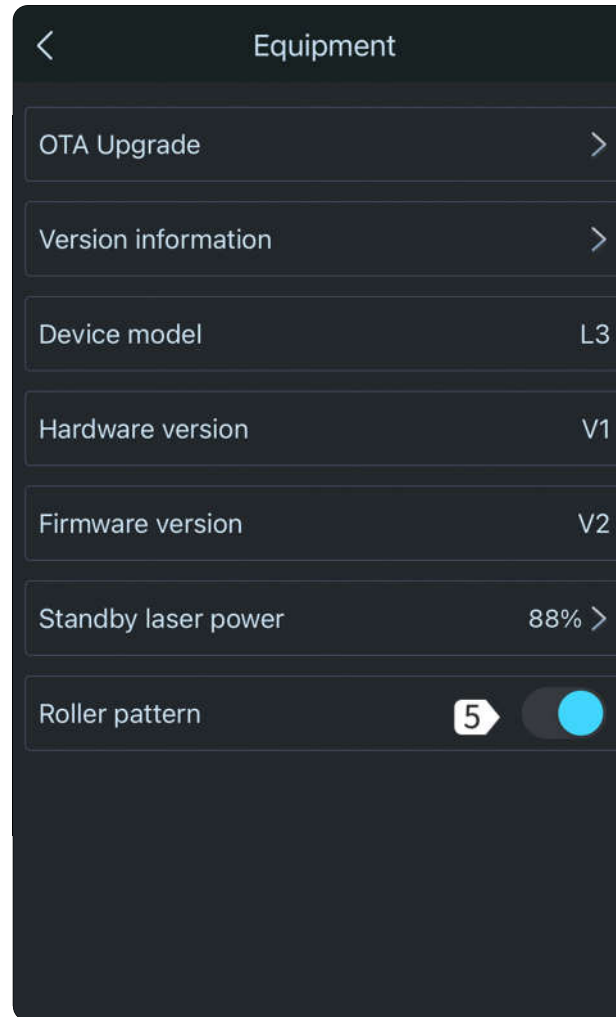 Equipment
OTA Upgrade
Version information
Device model L3
Hardware version V1
Firmware version V2
Standby laser power 88%
Roller pattern 5